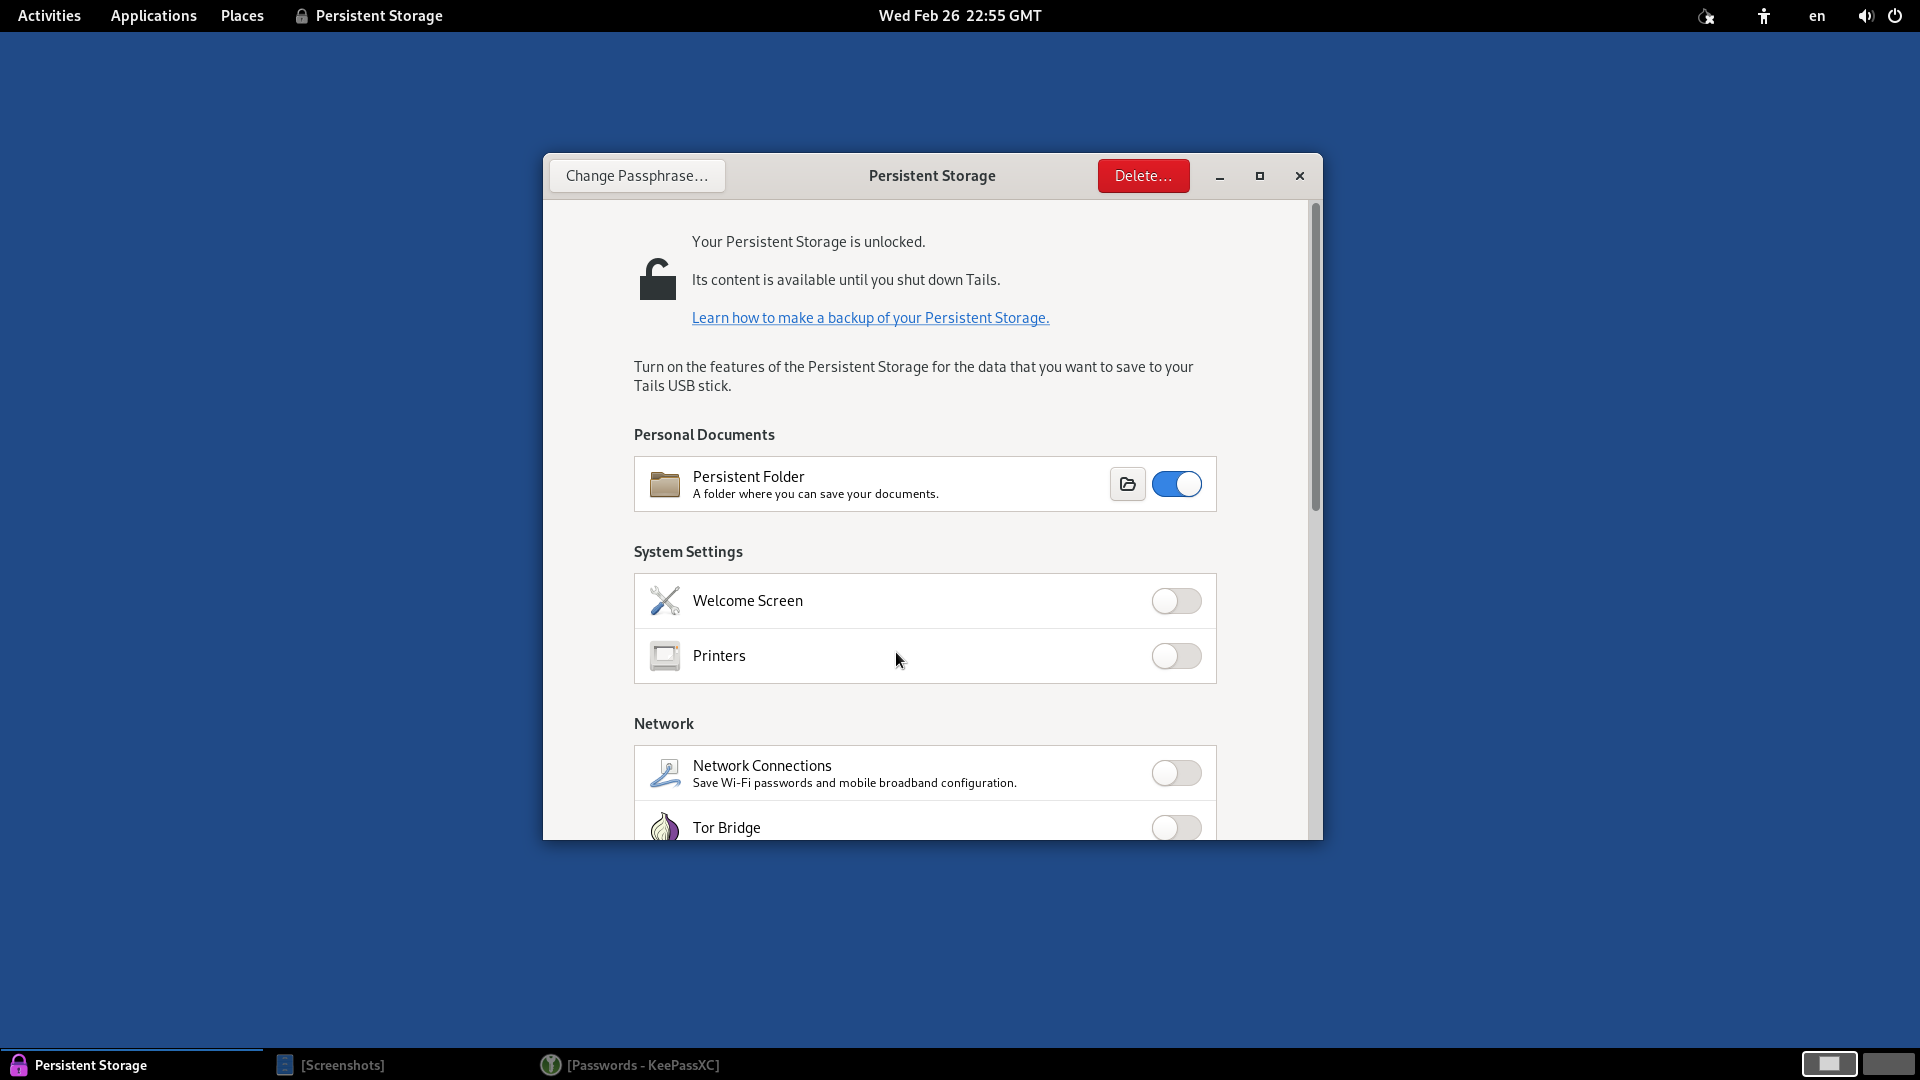 Activities Applications Places Persistent Storage Wed Feb 26 22:55 GMT en
Change Passphrase... Persistent Storage Delete...
Your Persistent Storage is unlocked.
Its content is available until you shut down Tails.
Learn how to make a backup of your Persistent Storage.
Turn on the features of the Persistent Storage for the data that you want to save to your
Tails USB stick.
Personal Documents
Persistent Folder
A folder where you can save your documents.
System Settings
Welcome Screen
Printers
Network
Network Connections
Save Wi-Fi passwords and mobile broadband configuration.
Tor Bridge
Persistent Storage [Screenshots] [Passwords - KeePassXC]